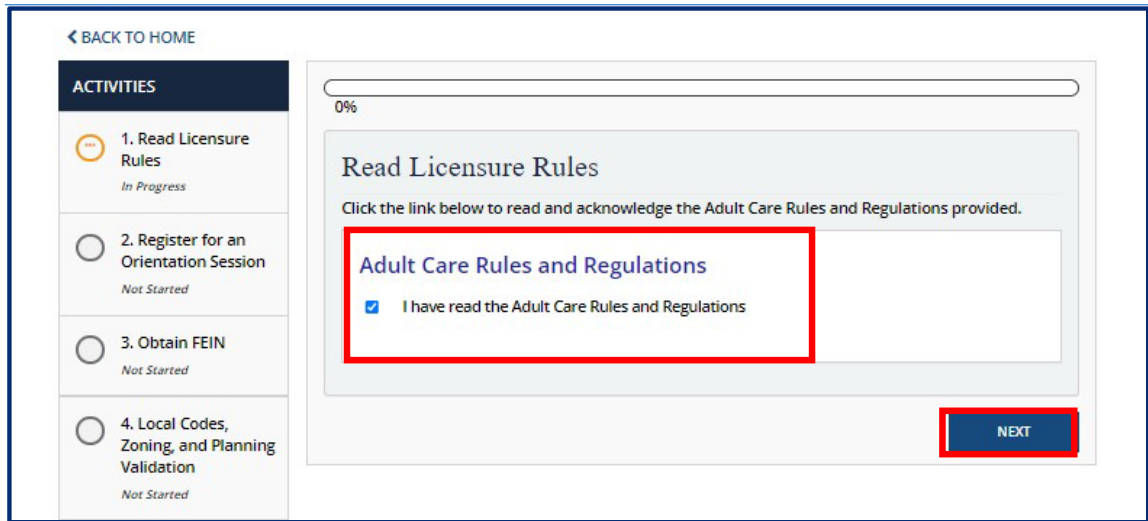 BACK TO HOME
ACTIVITIES
1. Read Licensure
Rules
In Progress
2. Register for an
Orientation Session
Not Started
3. Obtain FEIN
Not Started
4. Local Codes,
Zoning, and Planning
Validation
Not Started
0%
Read Licensure Rules
Click the link below to read and acknowledge the Adult Care Rules and Regulations provided.
Adult Care Rules and Regulations
I have read the Adult Care Rules and Regulations
NEXT